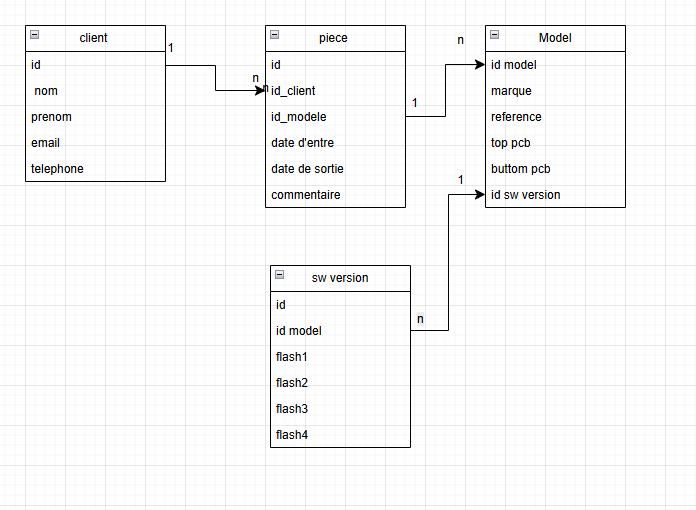 client
id
nom
prenom
email
telephone
1
n
n
piece
id
id_client
id_modele
date d'entre
date de sortie
commentaire
1
n
Model
id model
marque
reference
top pcb
buttom pcb
id sw version
1
n
sw version
id
id model
flash1
flash2
flash3
flash4